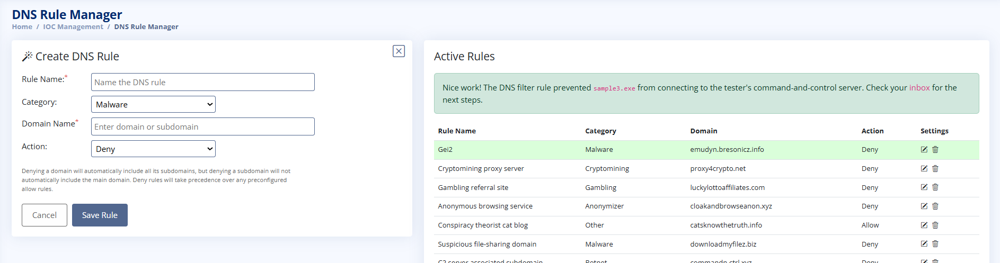 DNS Rule Manager
Home / IOC Management / DNS Rule Manager
Create DNS Rule
Rule Name:*
Name the DNS rule
Category:
Malware
Domain Name*
Enter domain or subdomain
Action:
Deny
Denying a domain will automatically include all its subdomains, but denying a subdomain will not
automatically include the main domain. Deny rules will take precedence over any preconfigured
allow rules.
Cancel Save Rule
Active Rules
Nice work! The DNS filter rule prevented sample3.exe from connecting to the tester's command-and-control server. Check your inbox for the
next steps.
Rule Name Category Domain Action Settings
Gei2 Malware emudyn.bresonicz.info Deny
Cryptomining proxy server Cryptomining proxy4crypto.net Deny
Gambling referral site Gambling luckylottoaffiliates.com Deny
Anonymous browsing service Anonymizer cloakandbrowseanon.xyz Deny
Conspiracy theorist cat blog Other catsknowthetruth.info Allow
Suspicious file-sharing domain Malware downloadmyfilez.biz Deny
C2 server associated subdomain Botnet commandn.ctrl.xyz Deny